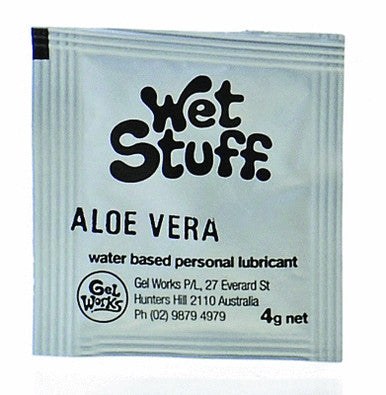 Wet
Stuff.
ALOE VERA
water based personal lubricant
Gel Works
Gel Works P/L, 27 Everard St
Hunters Hill 2110 Australia
Ph (02) 9879 4979
4g net